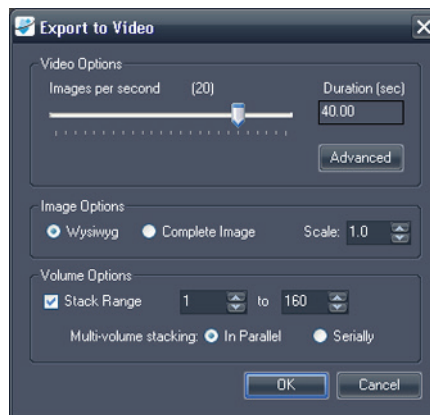 Export to Video
Video Options
Images per second (20) Duration (sec)
40.00
Advanced
Image Options
Wysiwyg Complete Image Scale: 1.0
Volume Options
Stack Range 1 to 160
Multi-volume stacking: In Parallel Serially
OK Cancel